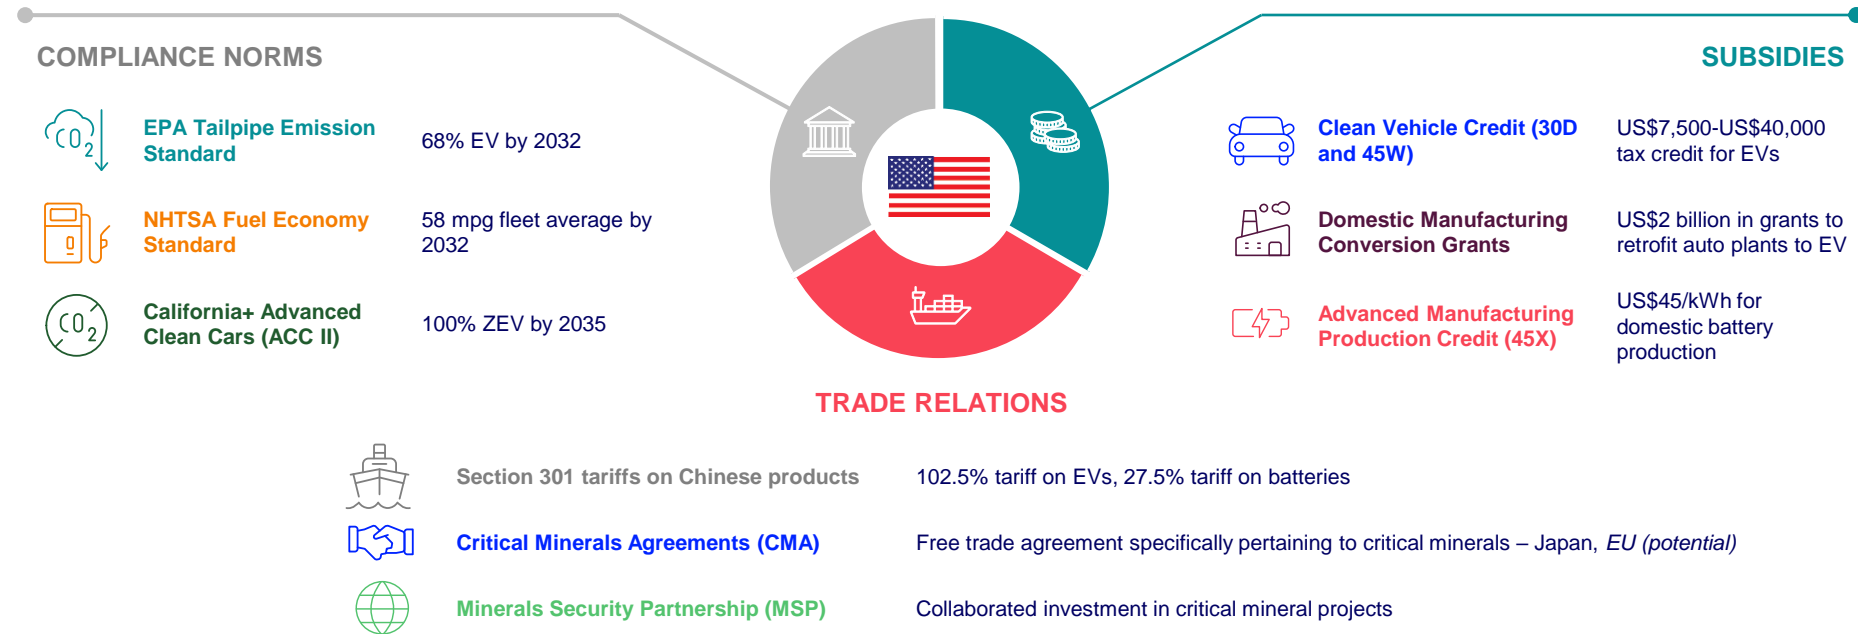 COMPLIANCE NORMS
CO2
EPA Tailpipe Emission
Standard
68% EV by 2032
NHTSA Fuel Economy
Standard
58 mpg fleet average by
2032
CO2
California+ Advanced
Clean Cars (ACC II)
100% ZEV by 2035
SUBSIDIES
Clean Vehicle Credit (30D
and 45W)
US$7,500-US$40,000
tax credit for EVs
Domestic Manufacturing
Conversion Grants
US$2 billion in grants to
retrofit auto plants to EV
Advanced Manufacturing
Production Credit (45X)
US$45/kWh for
domestic battery
production
TRADE RELATIONS
Section 301 tariffs on Chinese products
102.5% tariff on EVs, 27.5% tariff on batteries
Critical Minerals Agreements (CMA)
Free trade agreement specifically pertaining to critical minerals – Japan, EU (potential)
Minerals Security Partnership (MSP)
Collaborated investment in critical mineral projects